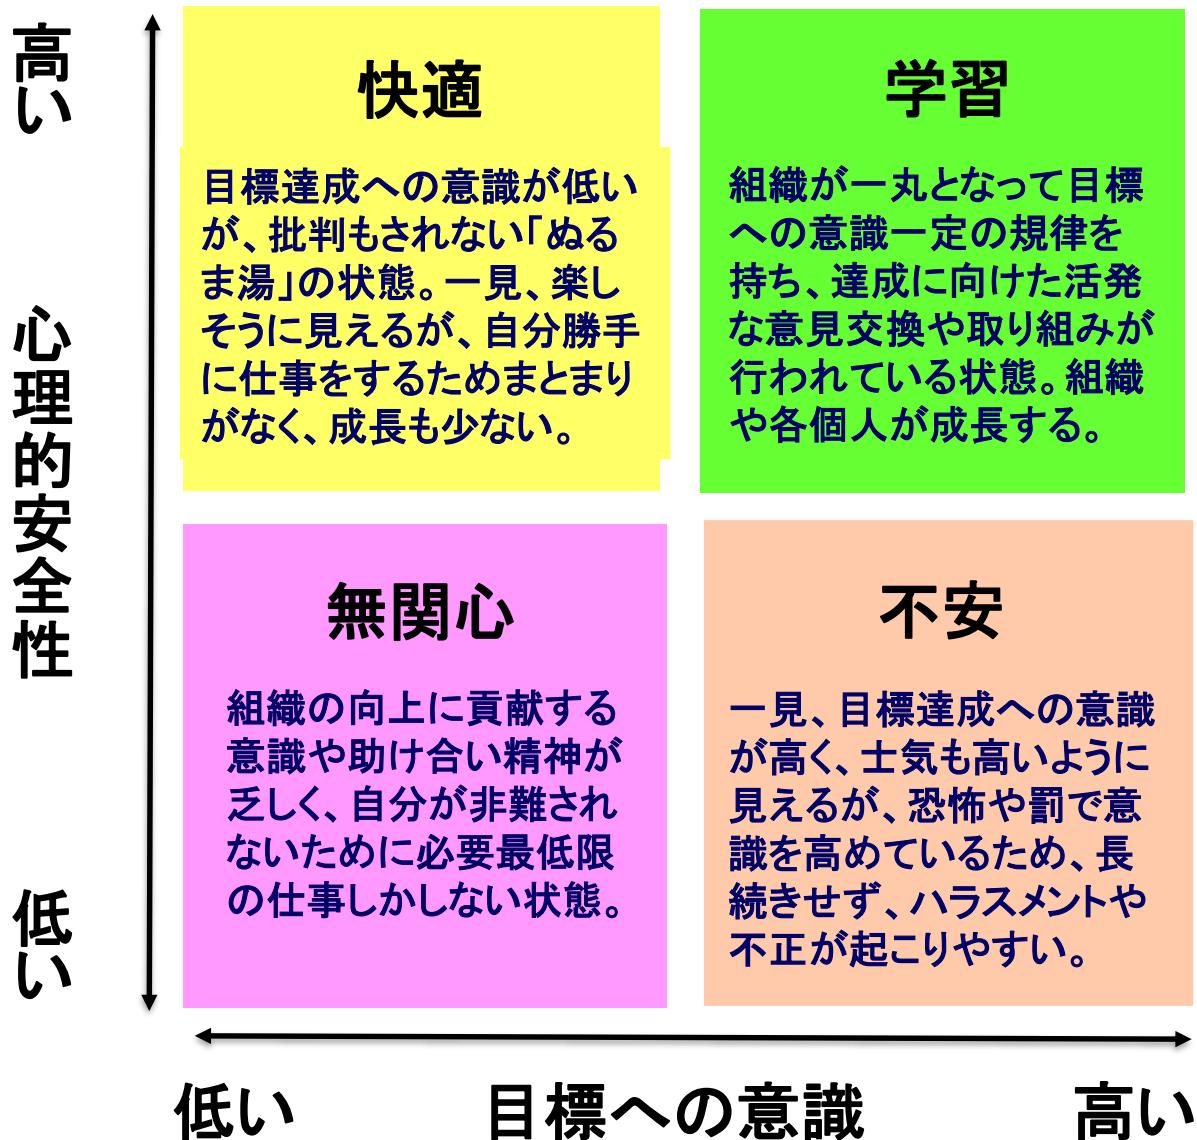 高い
心理的安全性
低い
快適
目標達成への意識が低い
が、批判もされない「ぬる
ま湯」の状態。一見、楽し
そうに見えるが、自分勝手
に仕事をするためまとまり
がなく、成長も少ない。
学習
組織が一丸となって目標
への意識一定の規律を
持ち、達成に向けた活発
な意見交換や取り組みが
行われている状態。組織
や各個人が成長する。
無関心
組織の向上に貢献する
意識や助け合い精神が
乏しく、自分が非難され
ないために必要最低限
の仕事しかしない状態。
不安
一見、目標達成への意識
が高く、士気も高いように
見えるが、恐怖や罰で意
識を高めているため、長
続きせず、ハラスメントや
不正が起こりやすい。
低い
目標への意識
高い